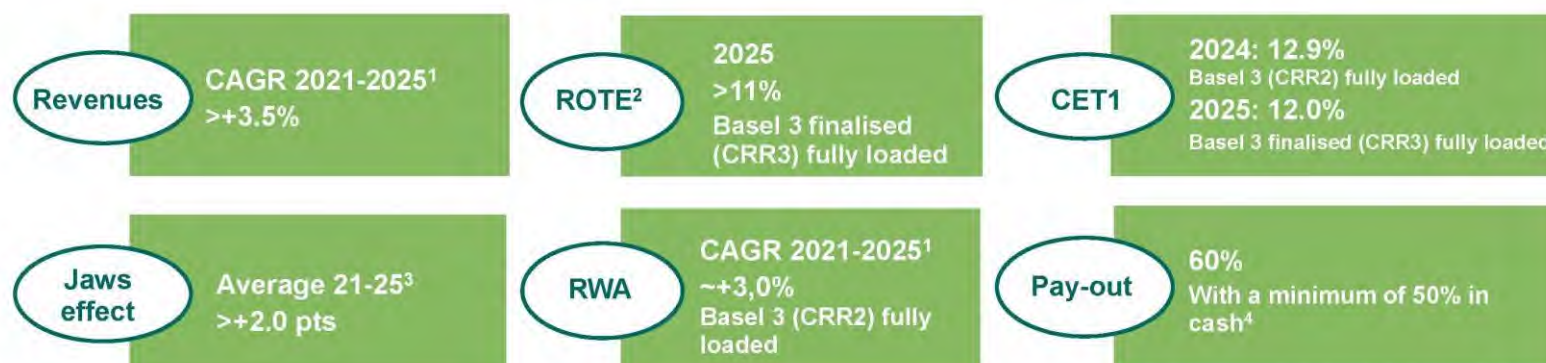 Revenues
CAGR 2021-2025¹
>+3.5%
ROTE²
2025
>11%
Basel 3 finalised
(CRR3) fully loaded
CET1
2024: 12.9%
Basel 3 (CRR2) fully loaded
2025: 12.0%
Basel 3 finalised (CRR3) fully loaded
Jaws
effect
Average 21-25³
>+2.0 pts
RWA
CAGR 2021-2025¹
~+3,0%
Basel 3 (CRR2) fully
loaded
Pay-out
60%
With a minimum of 50% in
cash⁴